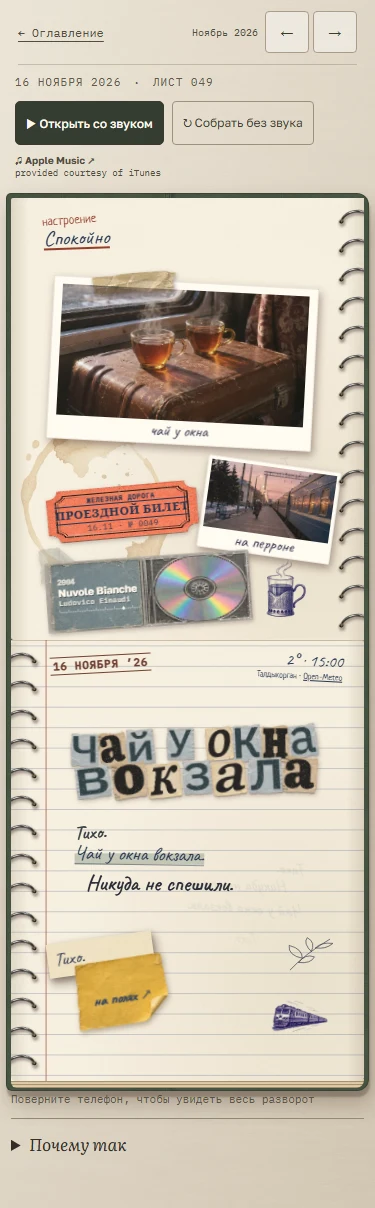 ← Оглавление
Ноябрь 2026
←
→
16 НОЯБРЯ 2026 · ЛИСТ 049
▶ Открыть со звуком
↻ Собрать без звука
♫ Apple Music ↗
provided courtesy of iTunes
настроение
Спокойно
чай у окна
ЖЕЛЕЗНАЯ ДОРОГА
ПРОЕЗДНОЙ БИЛЕТ
16.11 · № 0049
на перроне
2004
Nuvole Bianche
Ludovico Einaudi
16 НОЯБРЯ '26
2° · 15:00
Талдыкорган · Open-Meteo
Чай у окна
вокзала
Тихо.
Чай у окна вокзала.
Никуда не спешили.
Тихо.
на полях ↗
Поверните телефон, чтобы увидеть весь разворот
▶ Почему так